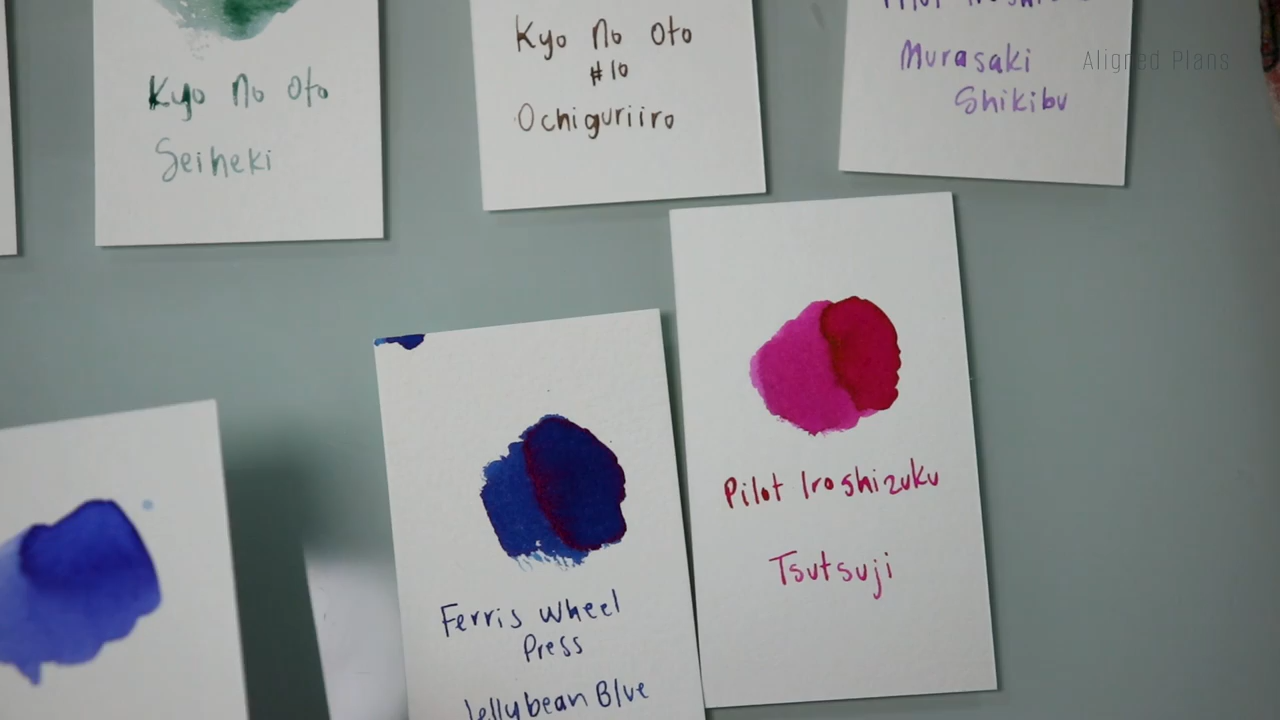 Kyo No Oto
Seiheki
Kyo No Oto
#10
Ochiguriiro
Murasaki
Shikibu
Aligned Plans
Pilot Iroshizuku
Tsutsuji
Ferris Wheel
Press
Jellybean Blue